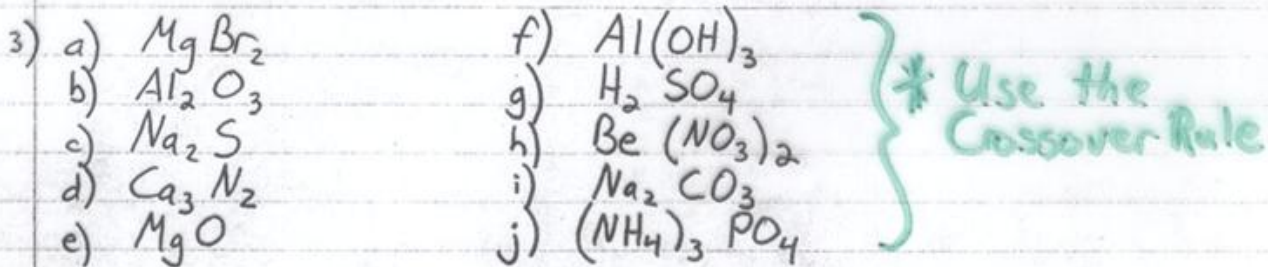 3) a) MgBr₂
b) Al₂O₃
c) Na₂S
d) Ca₃N₂
e) MgO
f) Al(OH)₃
g) H₂SO₄
h) Be(NO₃)₂
i) Na₂CO₃
j) (NH₄)₃PO₄
* Use the
Crossover Rule